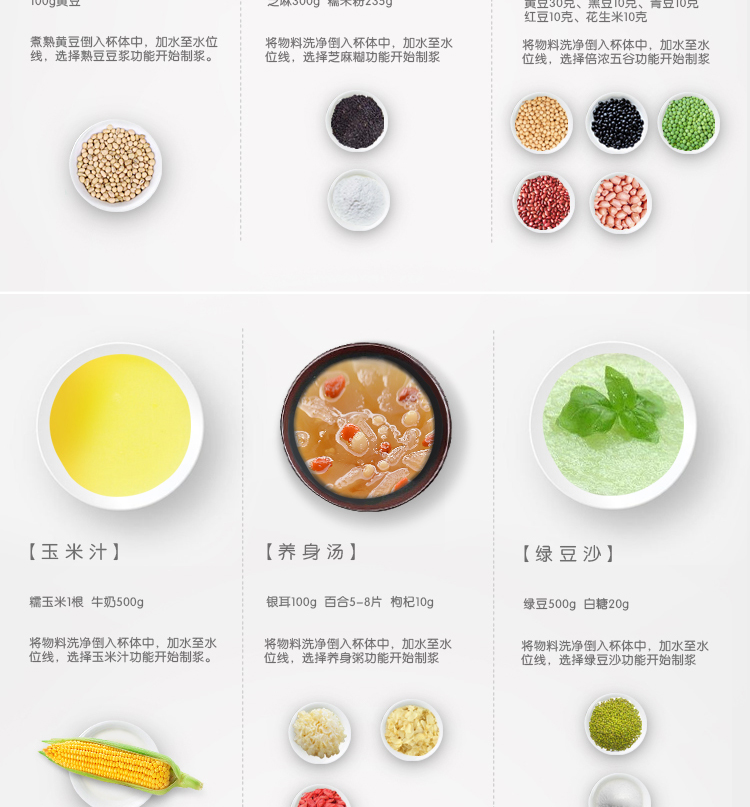 100g黄豆
煮熟黄豆倒入杯体中，加水至水位
线，选择熟豆豆浆功能开始制浆。
芝麻300g 糯米粉235g
将物料洗净倒入杯体中，加水至水
位线，选择芝麻糊功能开始制浆
黄豆30克、黑豆10克、青豆10克
红豆10克、花生米10克
将物料洗净倒入杯体中，加水至水
位线，选择倍浓五谷功能开始制浆
【玉米汁】
糯玉米1根 牛奶500g
将物料洗净倒入杯体中，加水至水
位线，选择玉米汁功能开始制浆。
【养身汤】
银耳100g 百合5-8片 枸杞10g
将物料洗净倒入杯体中，加水至水
位线，选择养身粥功能开始制浆
【绿豆沙】
绿豆500g 白糖20g
将物料洗净倒入杯体中，加水至水
位线，选择绿豆沙功能开始制浆